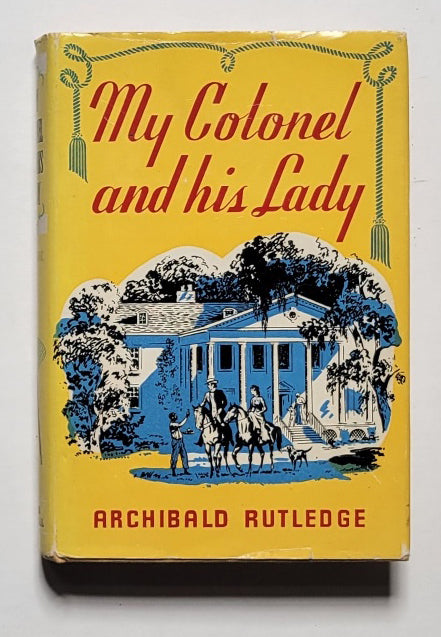 My Colonel
and his Lady
ARCHIBALD RUTLEDGE